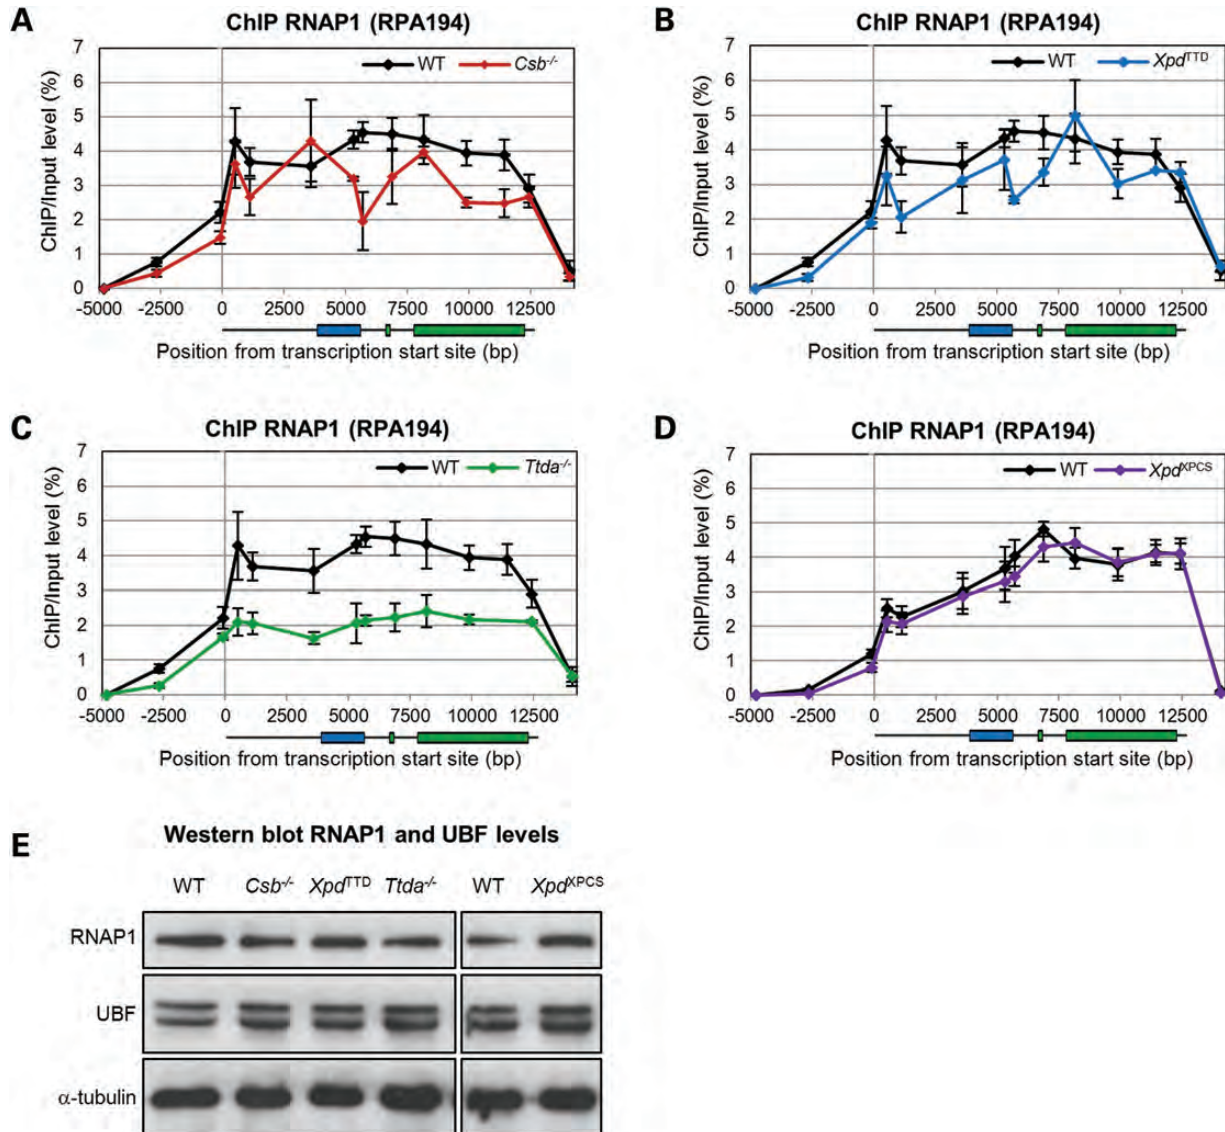 A
ChIP RNAP1 (RPA194)
7
6
5
4
3
2
1
0
ChIP/Input level (%)
WT
Csb-/-
-5000 -2500 0 2500 5000 7500 10000 12500
Position from transcription start site (bp)
B
ChIP RNAP1 (RPA194)
7
6
5
4
3
2
1
0
ChIP/Input level (%)
WT
XpdTTD
-5000 -2500 0 2500 5000 7500 10000 12500
Position from transcription start site (bp)
C
ChIP RNAP1 (RPA194)
7
6
5
4
3
2
1
0
ChIP/Input level (%)
WT
Ttda-/-
-5000 -2500 0 2500 5000 7500 10000 12500
Position from transcription start site (bp)
D
ChIP RNAP1 (RPA194)
7
6
5
4
3
2
1
0
ChIP/Input level (%)
WT
XpdXPCS
-5000 -2500 0 2500 5000 7500 10000 12500
Position from transcription start site (bp)
E
Western blot RNAP1 and UBF levels
WT Csb-/- XpdTTD Ttda-/- WT XpdXPCS
RNAP1
UBF
α-tubulin